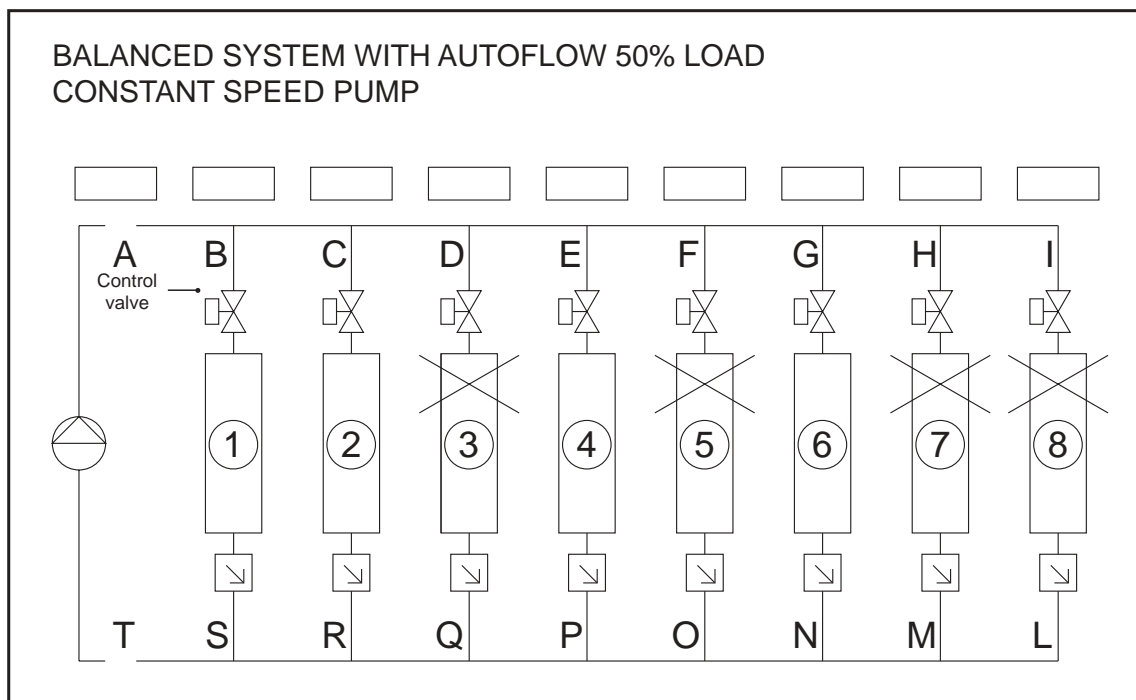 BALANCED SYSTEM WITH AUTOFLOW 50% LOAD
CONSTANT SPEED PUMP
A B C D E F G H I
Control
valve
1 2 3 4 5 6 7 8
T S R Q P O N M L